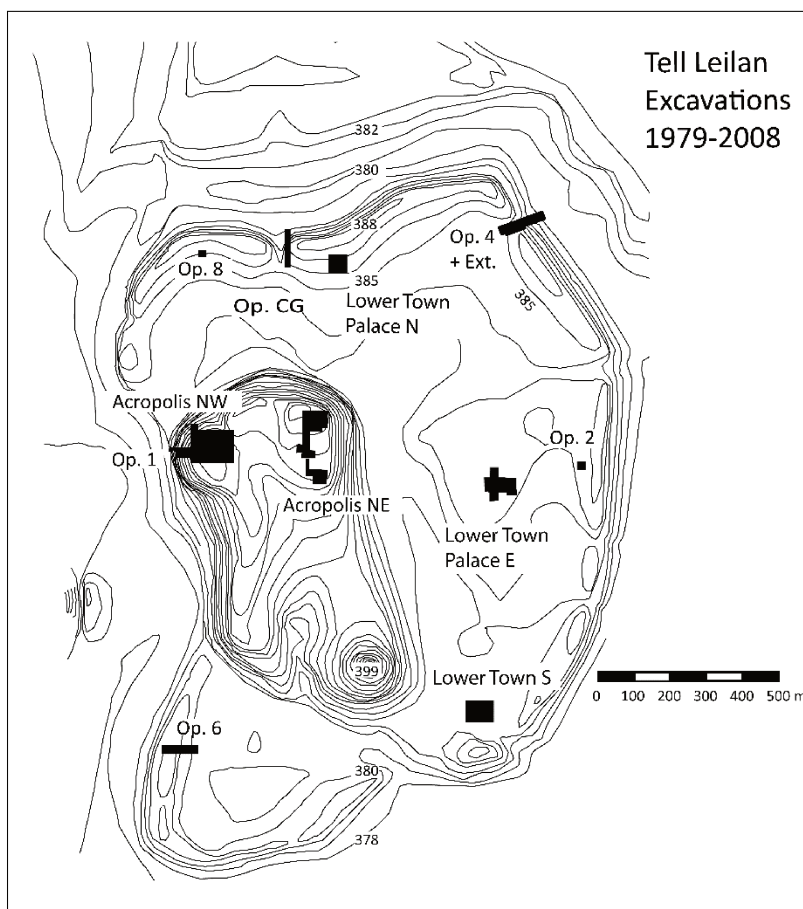 Tell Leilan
Excavations
1979-2008
382
380
388
Op. 4
+ Ext.
Op. 8
385
385
Op. CG
Lower Town
Palace N
Acropolis NW
Op. 1
Op. 2
Acropolis NE
Lower Town
Palace E
399
Lower Town S
0 100 200 300 400 500 m
Op. 6
380
378